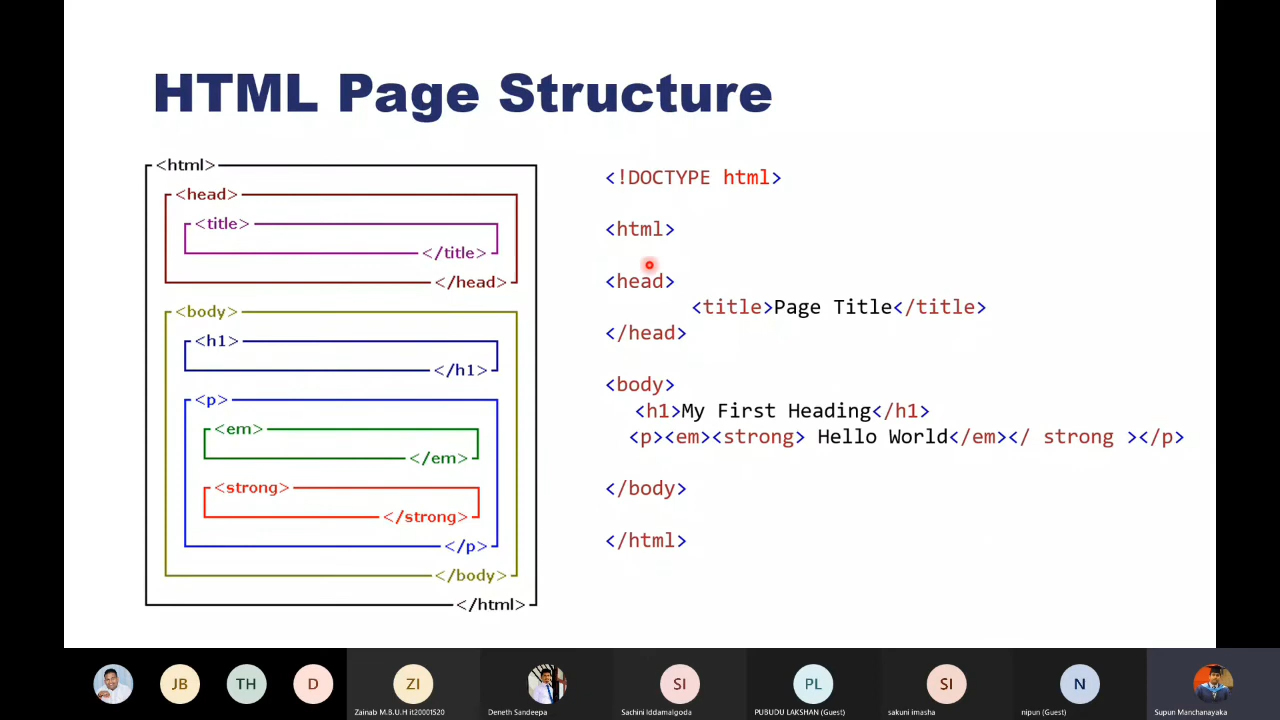 HTML Page Structure
<html>
<head>
<title>
</title>
</head>
<body>
<h1>
</h1>
<p>
<em>
</em>
<strong>
</strong>
</p>
</body>
</html>
<!DOCTYPE html>
<html>
<head>
<title>Page Title</title>
</head>
<body>
<h1>My First Heading</h1>
<p><em><strong> Hello World</em></ strong ></p>
</body>
</html>
JB
TH
D
ZI
SI
PL
SI
N
Zainab M.B.U.H it20001520
Deneth Sandeepa
Sachini Iddamalgoda
PUBUDU LAKSHAN (Guest)
sakuni imasha
nipun (Guest)
Supun Manchanayaka